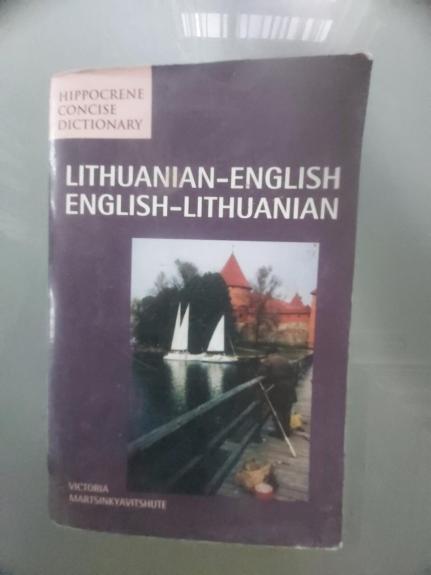 HIPPOCRENE
CONCISE
DICTIONARY
LITHUANIAN-ENGLISH
ENGLISH-LITHUANIAN
VICTORIA
MARTSINKYAVITSHUTE